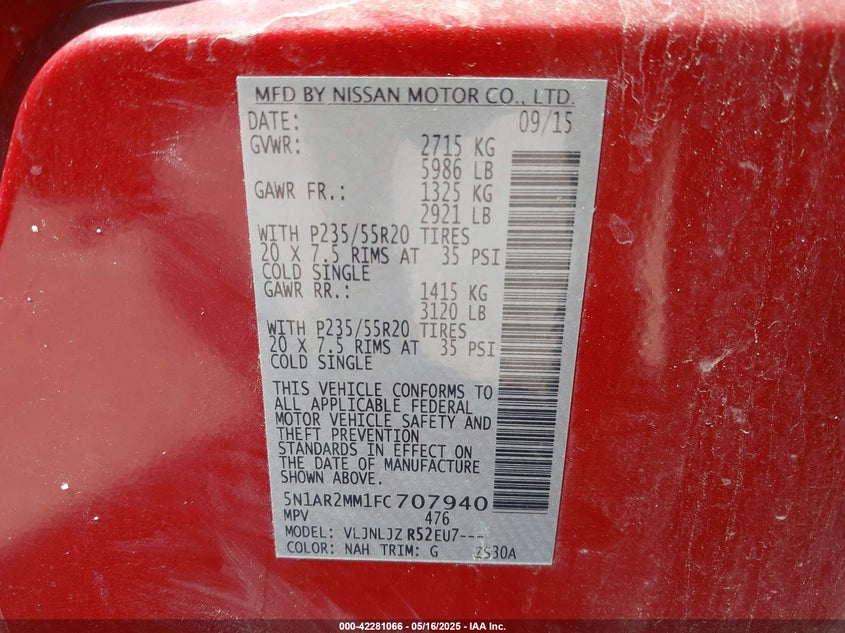 MFD BY NISSAN MOTOR CO., LTD.
DATE: 09/15
GVWR: 2715 KG
5986 LB
GAWR FR.: 1325 KG
2921 LB
WITH P235/55R20 TIRES
20 X 7.5 RIMS AT 35 PSI
COLD SINGLE
GAWR RR.: 1415 KG
3120 LB
WITH P235/55R20 TIRES
20 X 7.5 RIMS AT 35 PSI
COLD SINGLE
THIS VEHICLE CONFORMS TO
ALL APPLICABLE FEDERAL
MOTOR VEHICLE SAFETY AND
THEFT PREVENTION
STANDARDS IN EFFECT ON
THE DATE OF MANUFACTURE
SHOWN ABOVE.
5N1AR2MM1FC707940
MPV 476
MODEL: VLJNLJZ R52EU7---
COLOR: NAH TRIM: G ZS30A
000-42281066 - 05/16/2025 - IAA Inc.